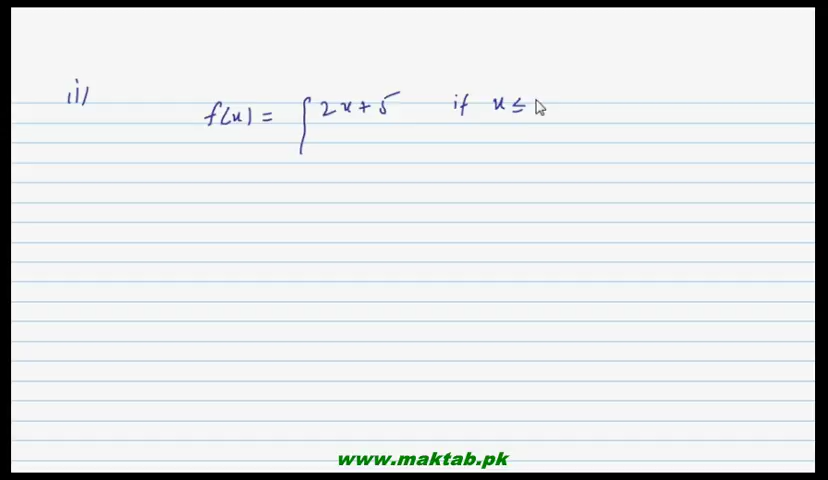 ii)
f(x) = { 2x + 5 if x ≤
www.maktab.pk